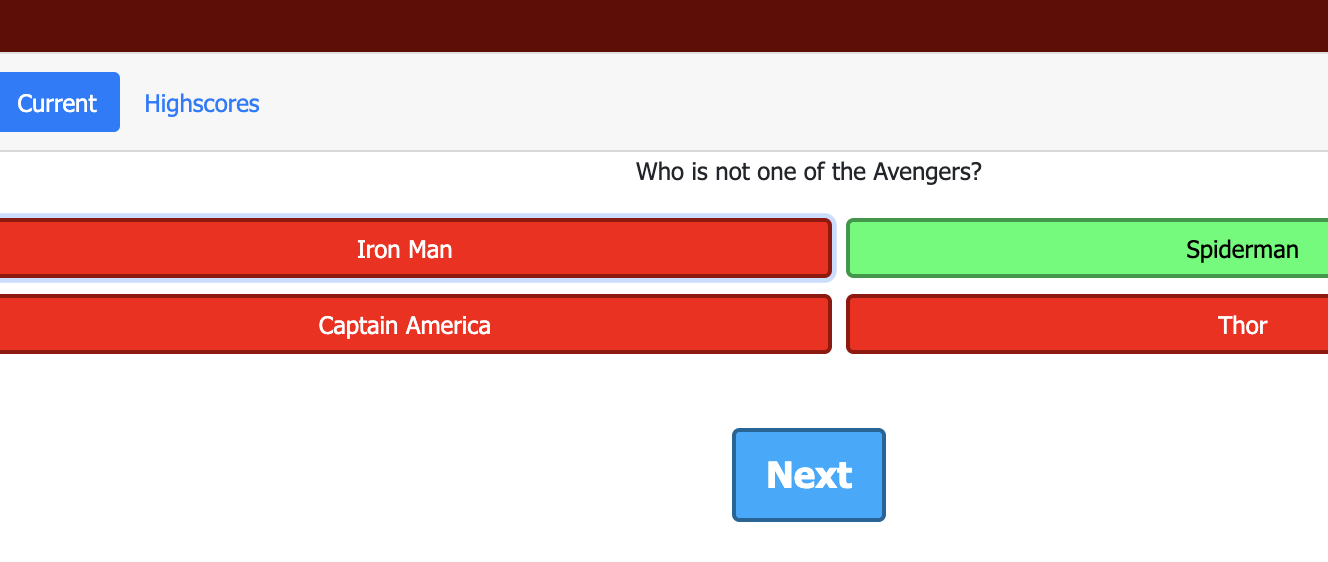 Current Highscores
Who is not one of the Avengers?
Iron Man Spiderman
Captain America Thor
Next